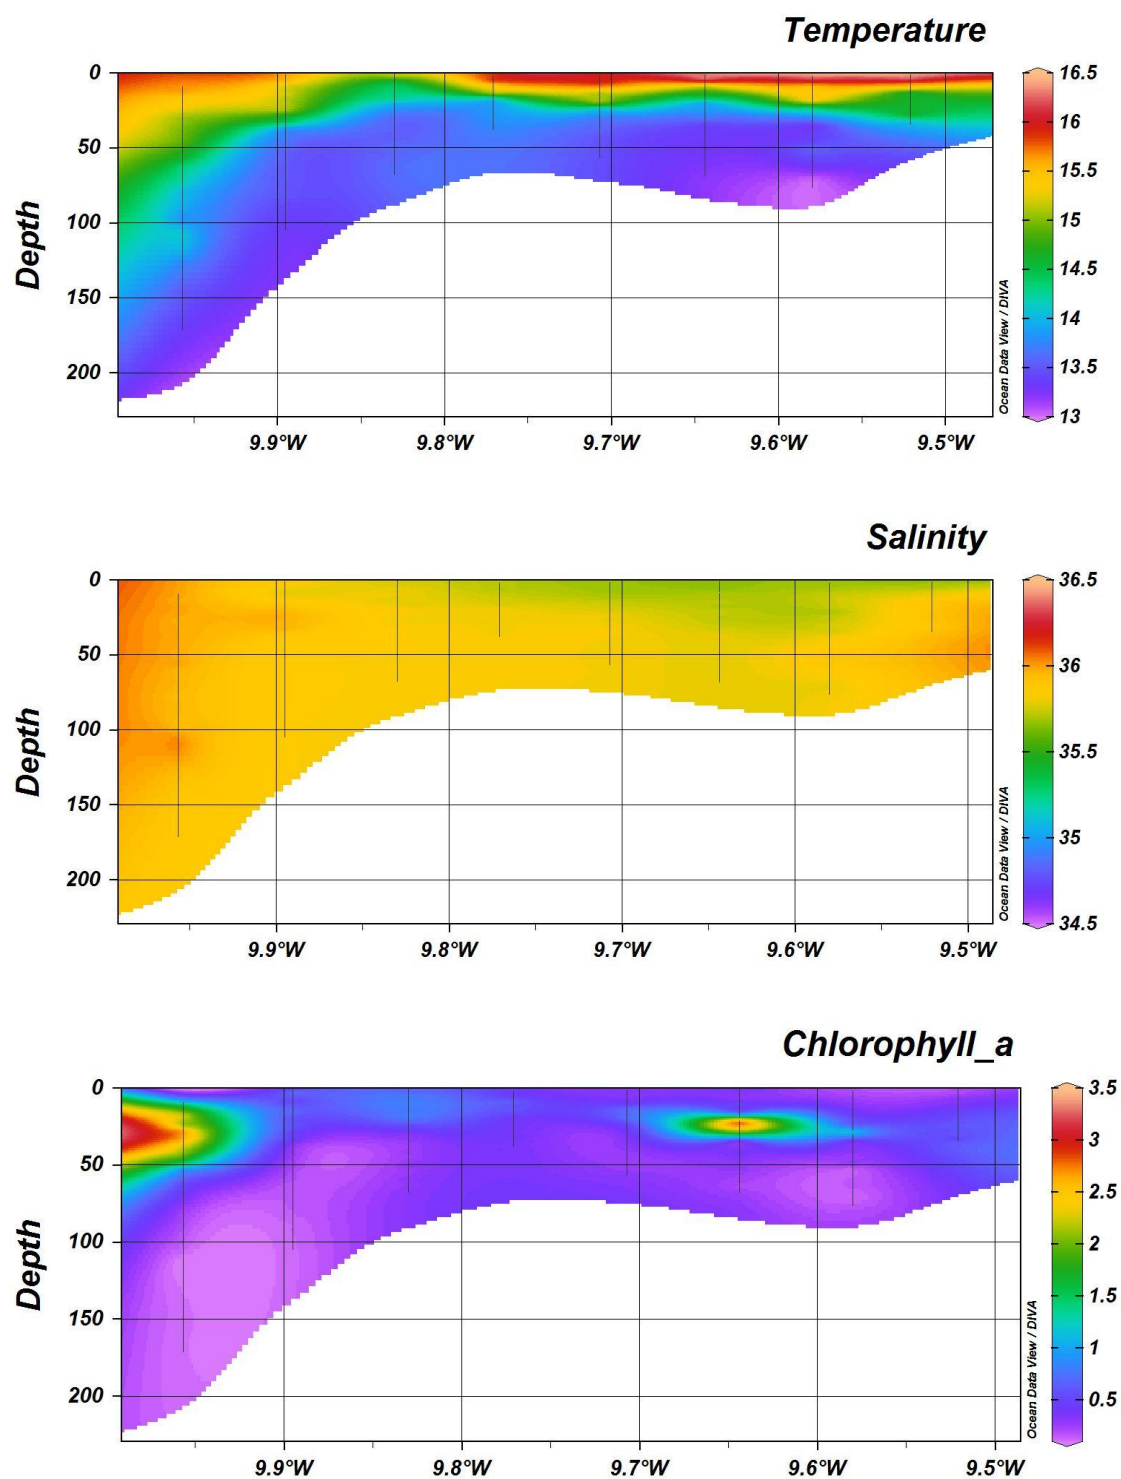 Temperature
0
50
100
150
200
Depth
9.9°W
9.8°W
9.7°W
9.6°W
9.5°W
Ocean Data View / DIVA
16.5
16
15.5
15
14.5
14
13.5
13
Salinity
0
50
100
150
200
Depth
9.9°W
9.8°W
9.7°W
9.6°W
9.5°W
Ocean Data View / DIVA
36.5
36
35.5
35
34.5
Chlorophyll_a
0
50
100
150
200
Depth
9.9°W
9.8°W
9.7°W
9.6°W
9.5°W
Ocean Data View / DIVA
3.5
3
2.5
2
1.5
1
0.5